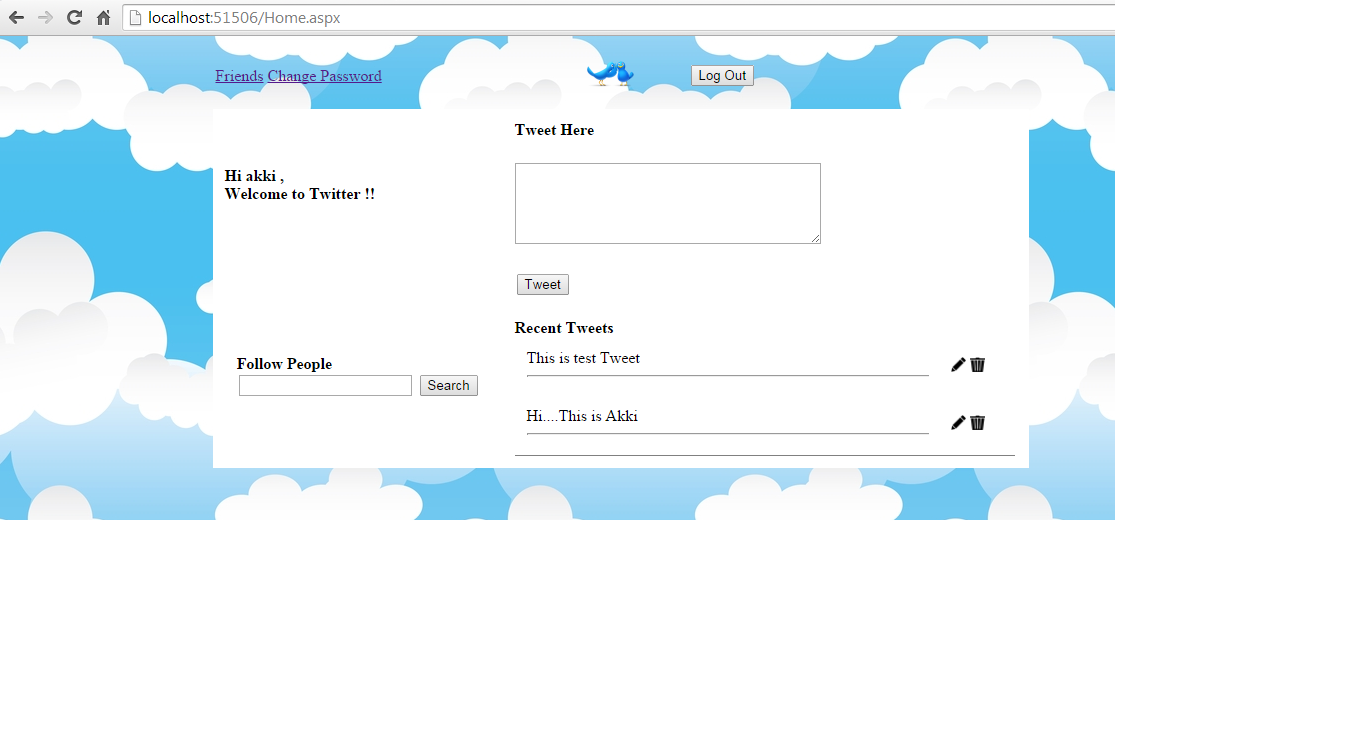 localhost:51506/Home.aspx
Friends Change Password
Log Out
Tweet Here
Hi akki ,
Welcome to Twitter !!
Tweet
Recent Tweets
This is test Tweet
Follow People
Search
Hi....This is Akki